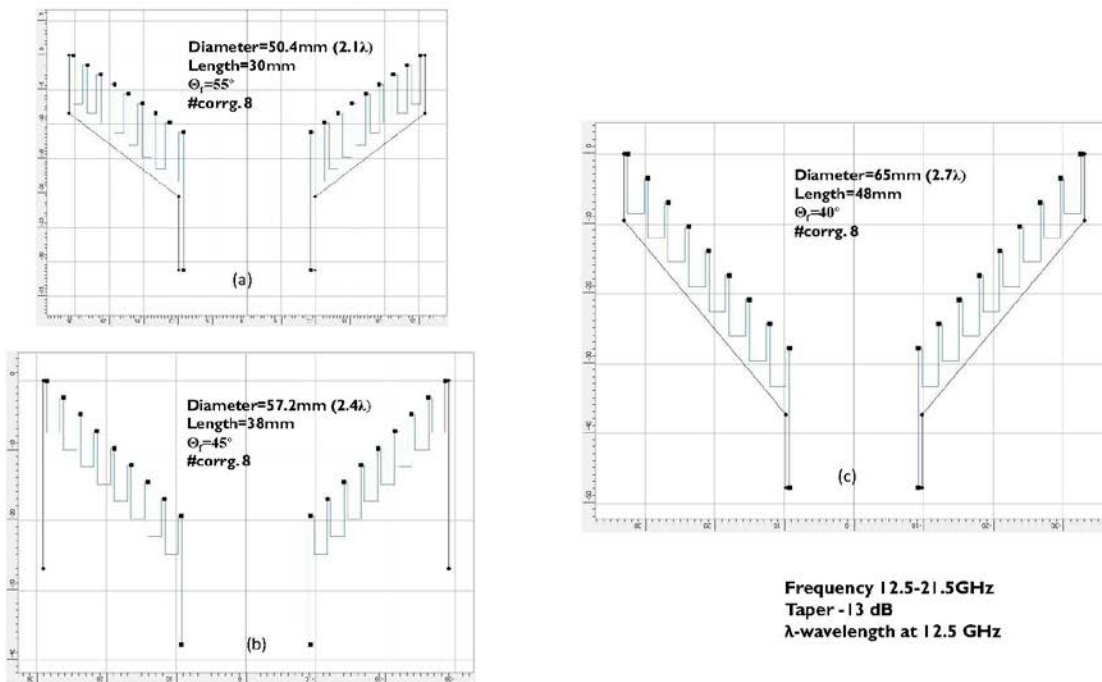 Diameter=50.4mm (2.1λ)
Length=30mm
Θf=55°
#corrg. 8
(a)
Diameter=57.2mm (2.4λ)
Length=38mm
Θf=45°
#corrg. 8
(b)
Diameter=65mm (2.7λ)
Length=48mm
Θf=40°
#corrg. 8
(c)
Frequency 12.5-21.5GHz
Taper -13 dB
λ-wavelength at 12.5 GHz